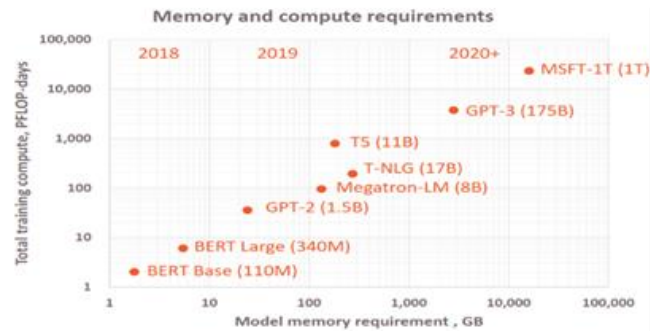 Memory and compute requirements
Total training compute, PFLOP-days
100,000
10,000
1,000
100
10
1
2018 2019 2020+
MSFT-1T (1T)
GPT-3 (175B)
T5 (11B)
T-NLG (17B)
Megatron-LM (8B)
GPT-2 (1.5B)
BERT Large (340M)
BERT Base (110M)
1 10 100 1,000 10,000 100,000
Model memory requirement , GB